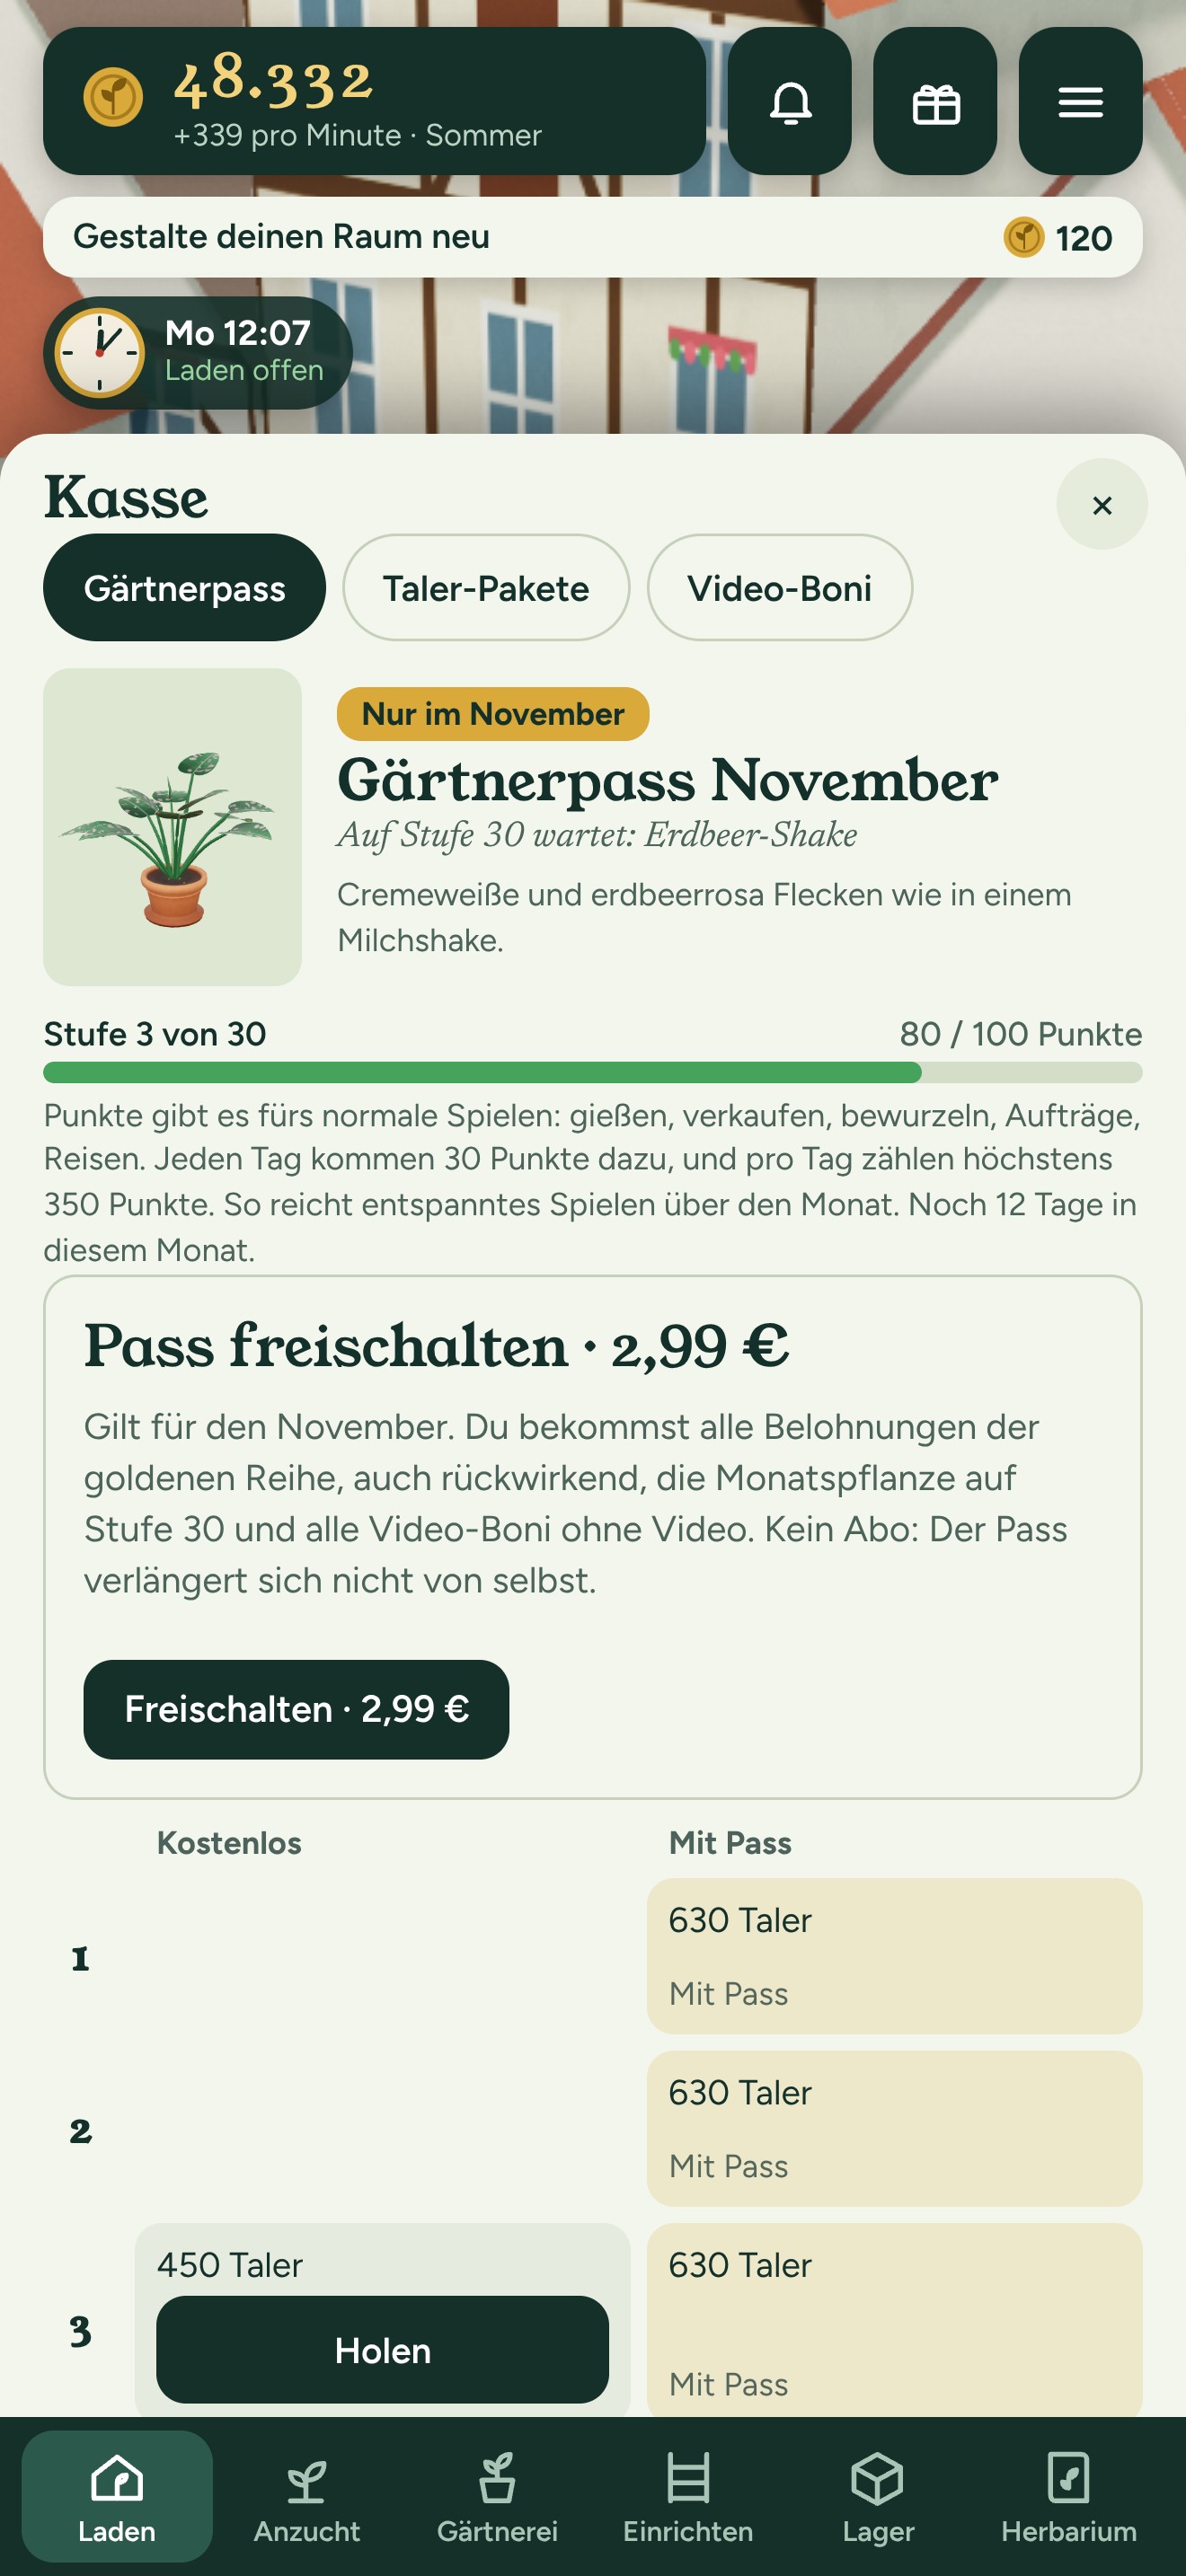 48.332
+339 pro Minute · Sommer
Gestalte deinen Raum neu
120
Mo 12:07
Laden offen
Kasse
×
Gärtnerpass
Taler-Pakete
Video-Boni
Nur im November
Gärtnerpass November
Auf Stufe 30 wartet: Erdbeer-Shake
Cremeweiße und erdbeerrosa Flecken wie in einem
Milchshake.
Stufe 3 von 30
80 / 100 Punkte
Punkte gibt es fürs normale Spielen: gießen, verkaufen, bewurzeln, Aufträge,
Reisen. Jeden Tag kommen 30 Punkte dazu, und pro Tag zählen höchstens
350 Punkte. So reicht entspanntes Spielen über den Monat. Noch 12 Tage in
diesem Monat.
Pass freischalten · 2,99 €
Gilt für den November. Du bekommst alle Belohnungen der
goldenen Reihe, auch rückwirkend, die Monatspflanze auf
Stufe 30 und alle Video-Boni ohne Video. Kein Abo: Der Pass
verlängert sich nicht von selbst.
Freischalten · 2,99 €
Kostenlos
Mit Pass
1
630 Taler
Mit Pass
2
630 Taler
Mit Pass
3
450 Taler
Holen
630 Taler
Mit Pass
Laden
Anzucht
Gärtnerei
Einrichten
Lager
Herbarium